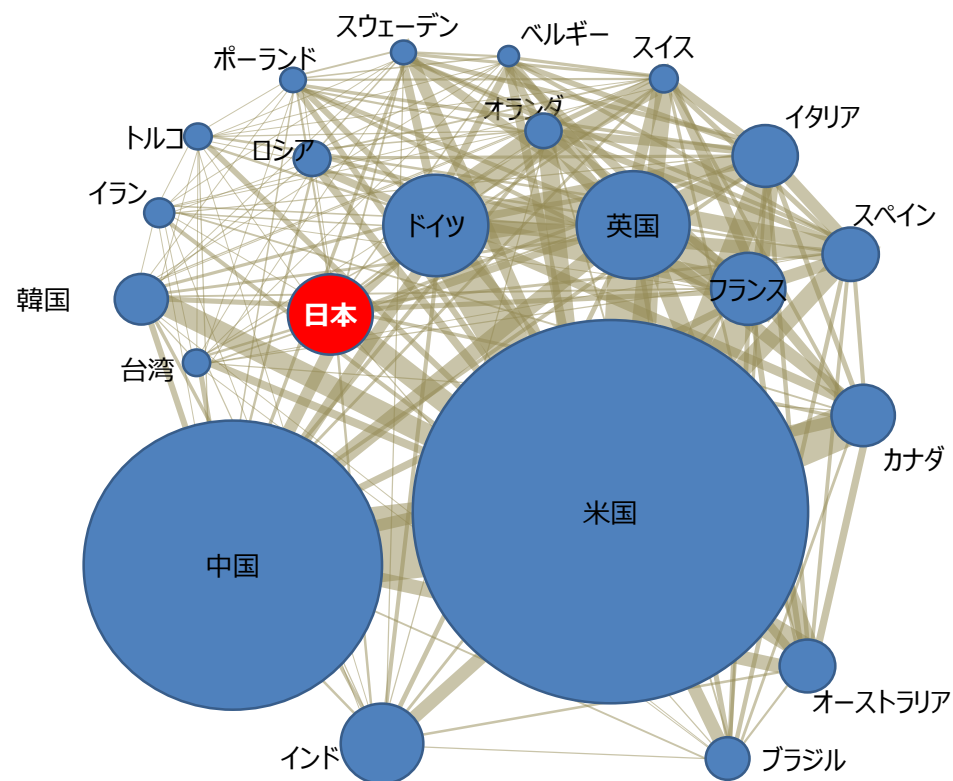 スウェーデン
ベルギー
スイス
ポーランド
オランダ
イタリア
トルコ
ロシア
イラン
ドイツ
英国
スペイン
韓国
日本
フランス
台湾
カナダ
米国
中国
オーストラリア
インド
ブラジル